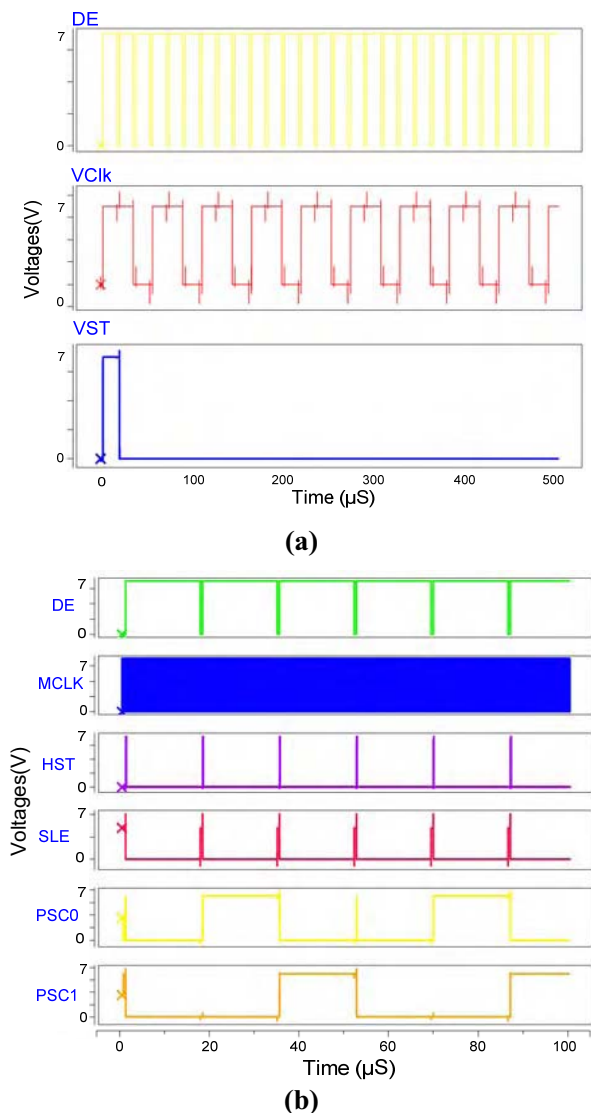 DE
7
0
VClk
7
0
Voltages(V)
VST
7
0
0 100 200 300 400 500
Time (µS)
(a)
DE
7
0
MCLK
7
0
HST
7
0
Voltages(V)
SLE
7
0
PSC0
7
0
PSC1
7
0
0 20 40 60 80 100
Time (µS)
(b)